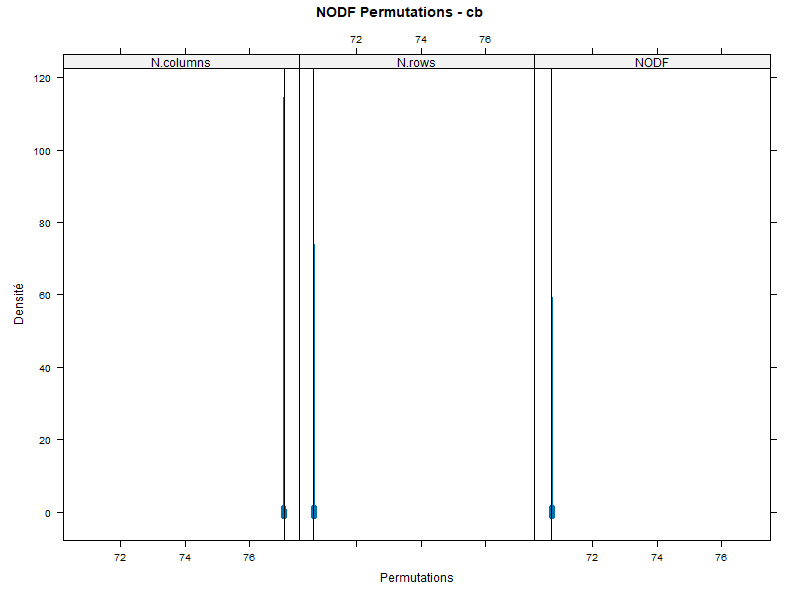 NODF Permutations - cb
72 74 76
N.columns N.rows NODF
120
100
80
60
40
20
0
Densité
72 74 76 72 74 76
Permutations